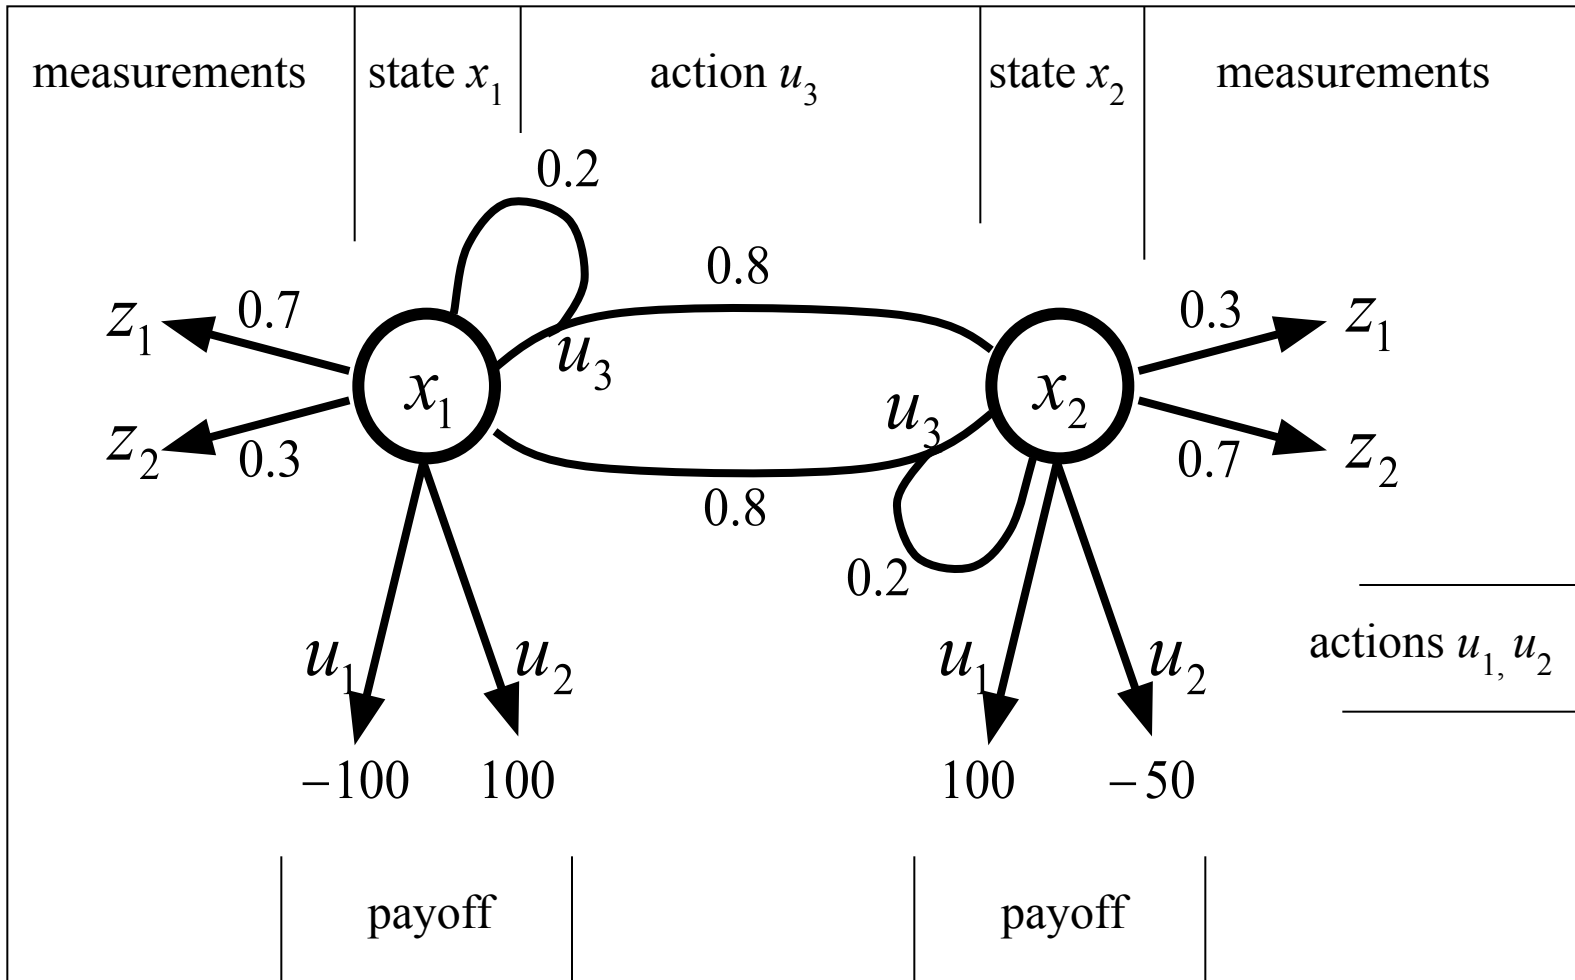 measurements state x₁ action u₃ state x₂ measurements
0.2
0.8
z₁ 0.7 0.3 z₁
u₃
x₁ u₃ x₂
z₂ 0.3 0.7 z₂
0.8
0.2
u₁ u₂ u₁ u₂ actions u₁, u₂
−100 100 100 −50
payoff payoff